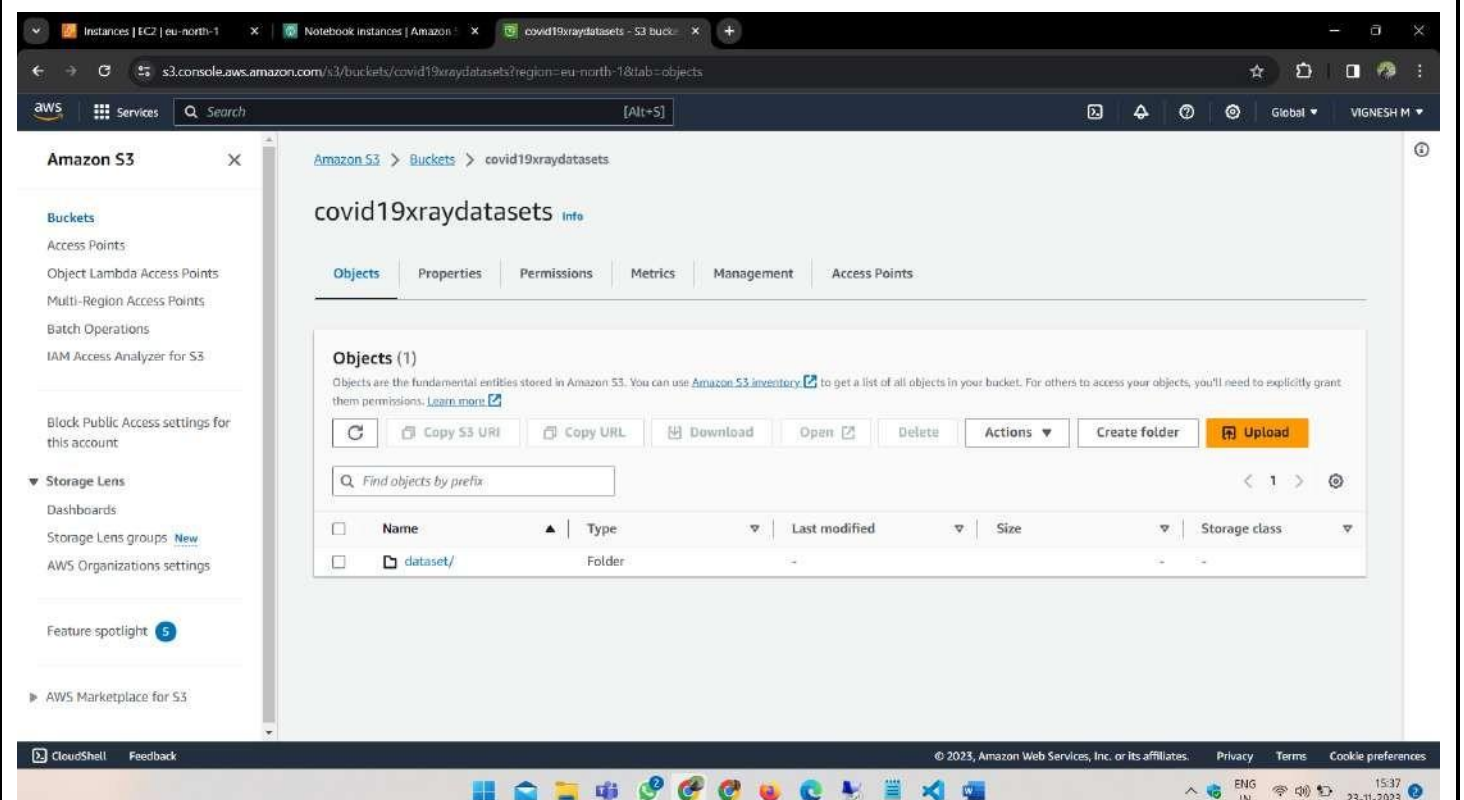 Instances | EC2 | eu-north-1
Notebook instances | Amazon
covid19xraydatasets - S3 bucke
s3.console.aws.amazon.com/s3/buckets/covid19xraydatasets?region=eu-north-1&tab=objects
aws
Services
Search
[Alt+S]
Global
VIGNESH M
Amazon S3
Buckets
Access Points
Object Lambda Access Points
Multi-Region Access Points
Batch Operations
IAM Access Analyzer for S3
Block Public Access settings for
this account
Storage Lens
Dashboards
Storage Lens groups New
AWS Organizations settings
Feature spotlight 5
AWS Marketplace for S3
Amazon S3 > Buckets > covid19xraydatasets
covid19xraydatasets Info
Objects Properties Permissions Metrics Management Access Points
Objects (1)
Objects are the fundamental entities stored in Amazon S3. You can use Amazon S3 inventory to get a list of all objects in your bucket. For others to access your objects, you'll need to explicitly grant
them permissions. Learn more
Copy S3 URI Copy URL Download Open Delete Actions Create folder Upload
Find objects by prefix
< 1 >
Name Type Last modified Size Storage class
dataset/ Folder - - -
CloudShell Feedback © 2023, Amazon Web Services, Inc. or its affiliates. Privacy Terms Cookie preferences
2
ENG
IN
15:37
23-11-2023
2